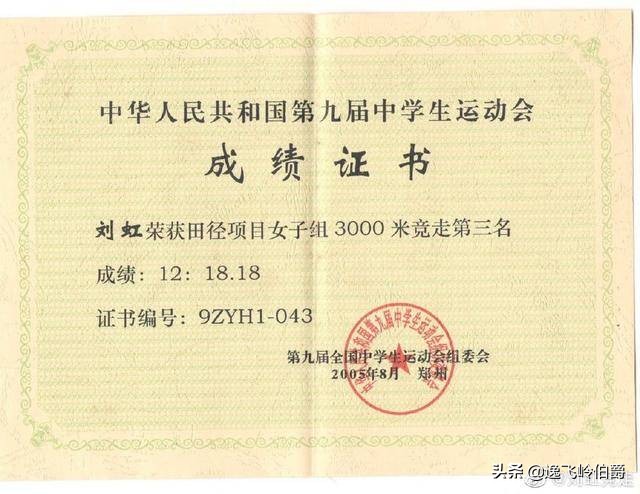 中华人民共和国第九届中学生运动会
成绩证书
刘虹荣获田径项目女子组3000米竞走第三名
成绩：12：18.18
证书编号：9ZYH1-043
第九届全国中学生运动会组委会
2005年8月 郑州
头条@逸飞岭伯爵